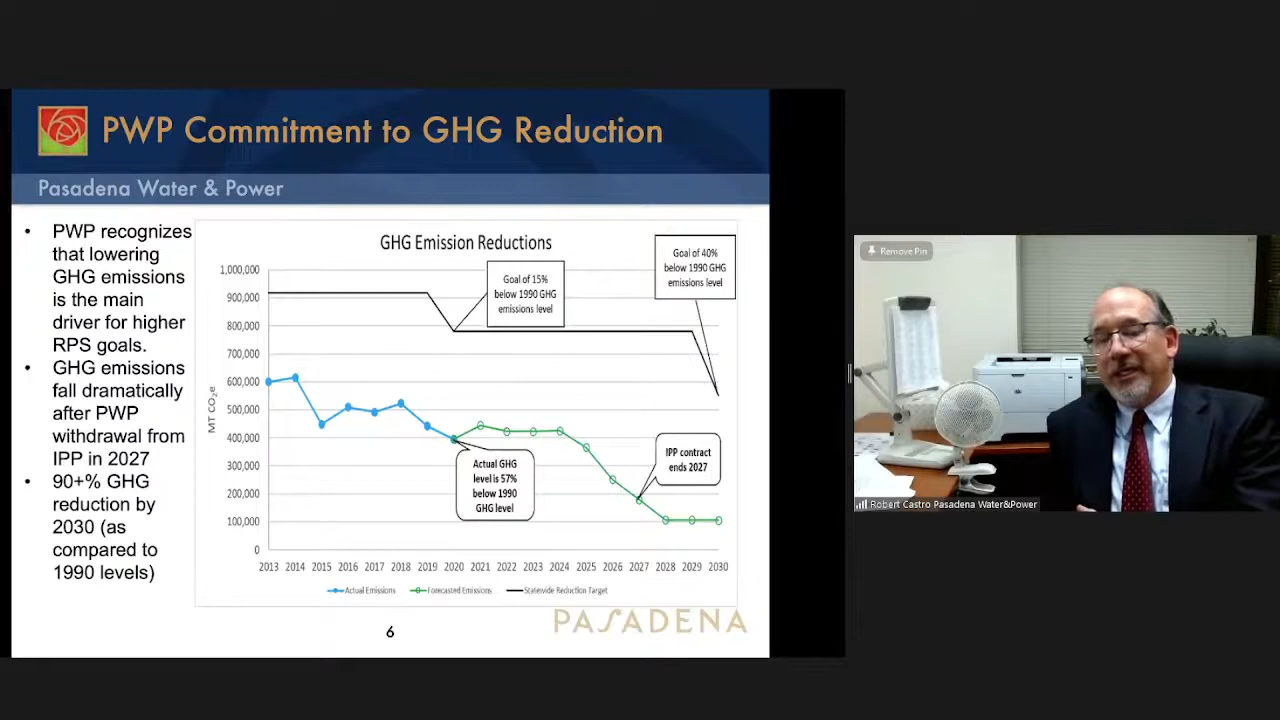 PWP Commitment to GHG Reduction
Pasadena Water & Power
• PWP recognizes
that lowering
GHG emissions
is the main
driver for higher
RPS goals.
• GHG emissions
fall dramatically
after PWP
withdrawal from
IPP in 2027
• 90+% GHG
reduction by
2030 (as
compared to
1990 levels)
GHG Emission Reductions
Goal of 15%
below 1990 GHG
emissions level
Goal of 40%
below 1990 GHG
emissions level
1,000,000
900,000
800,000
700,000
600,000
500,000
400,000
300,000
200,000
100,000
0
MT CO2e
Actual GHG
level is 57%
below 1990
GHG level
IPP contract
ends 2027
2013 2014 2015 2016 2017 2018 2019 2020 2021 2022 2023 2024 2025 2026 2027 2028 2029 2030
Actual Emissions Forecasted Emissions Statewide Reduction Target
PASADENA
6
Remove Pin
Robert Castro Pasadena Water&Power